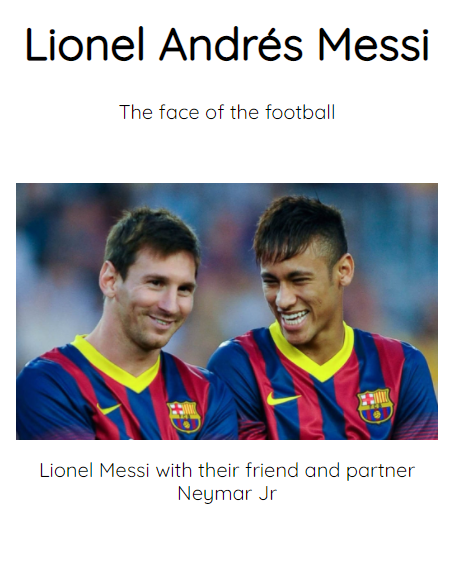 Lionel Andrés Messi
The face of the football
Lionel Messi with their friend and partner
Neymar Jr